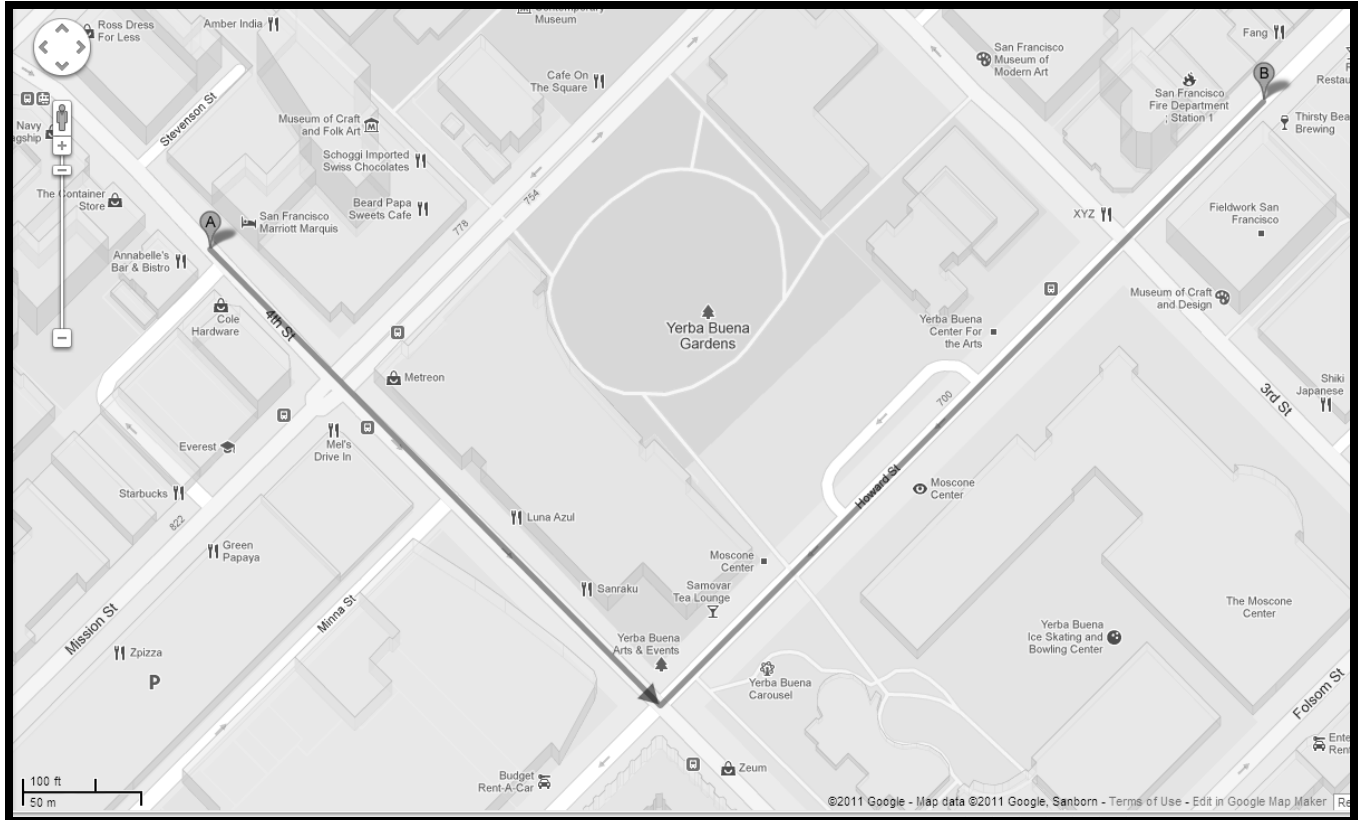 Ross Dress
For Less
Amber India
Contemporary
Museum
Fang
San Francisco
Museum of
Modern Art
Cafe On
The Square
B
San Francisco
Fire Department
Station 1
Restau
Thirsty Bea
Brewing
Navy
agship
Stevenson St
Museum of Craft
and Folk Art
Schoggi Imported
Swiss Chocolates
The Container
Store
Beard Papa
Sweets Cafe
754
778
A
San Francisco
Marriott Marquis
XYZ
Fieldwork San
Francisco
Annabelle's
Bar & Bistro
Cole
Hardware
4th St
Museum of Craft
and Design
Yerba Buena
Gardens
Yerba Buena
Center For
the Arts
Metreon
700
3rd St
Shiki
Japanese
Everest
Mel's
Drive In
Starbucks
822
Howard St
Moscone
Center
Luna Azul
Green
Papaya
Moscone
Center
Sanraku
Samovar
Tea Lounge
Minna St
Mission St
The Moscone
Center
Yerba Buena
Ice Skating and
Bowling Center
Yerba Buena
Arts & Events
Zpizza
P
Yerba Buena
Carousel
Folsom St
Ente
Rent
Zeum
Budget
Rent-A-Car
100 ft
50 m
©2011 Google - Map data ©2011 Google, Sanborn - Terms of Use - Edit in Google Map Maker
Re